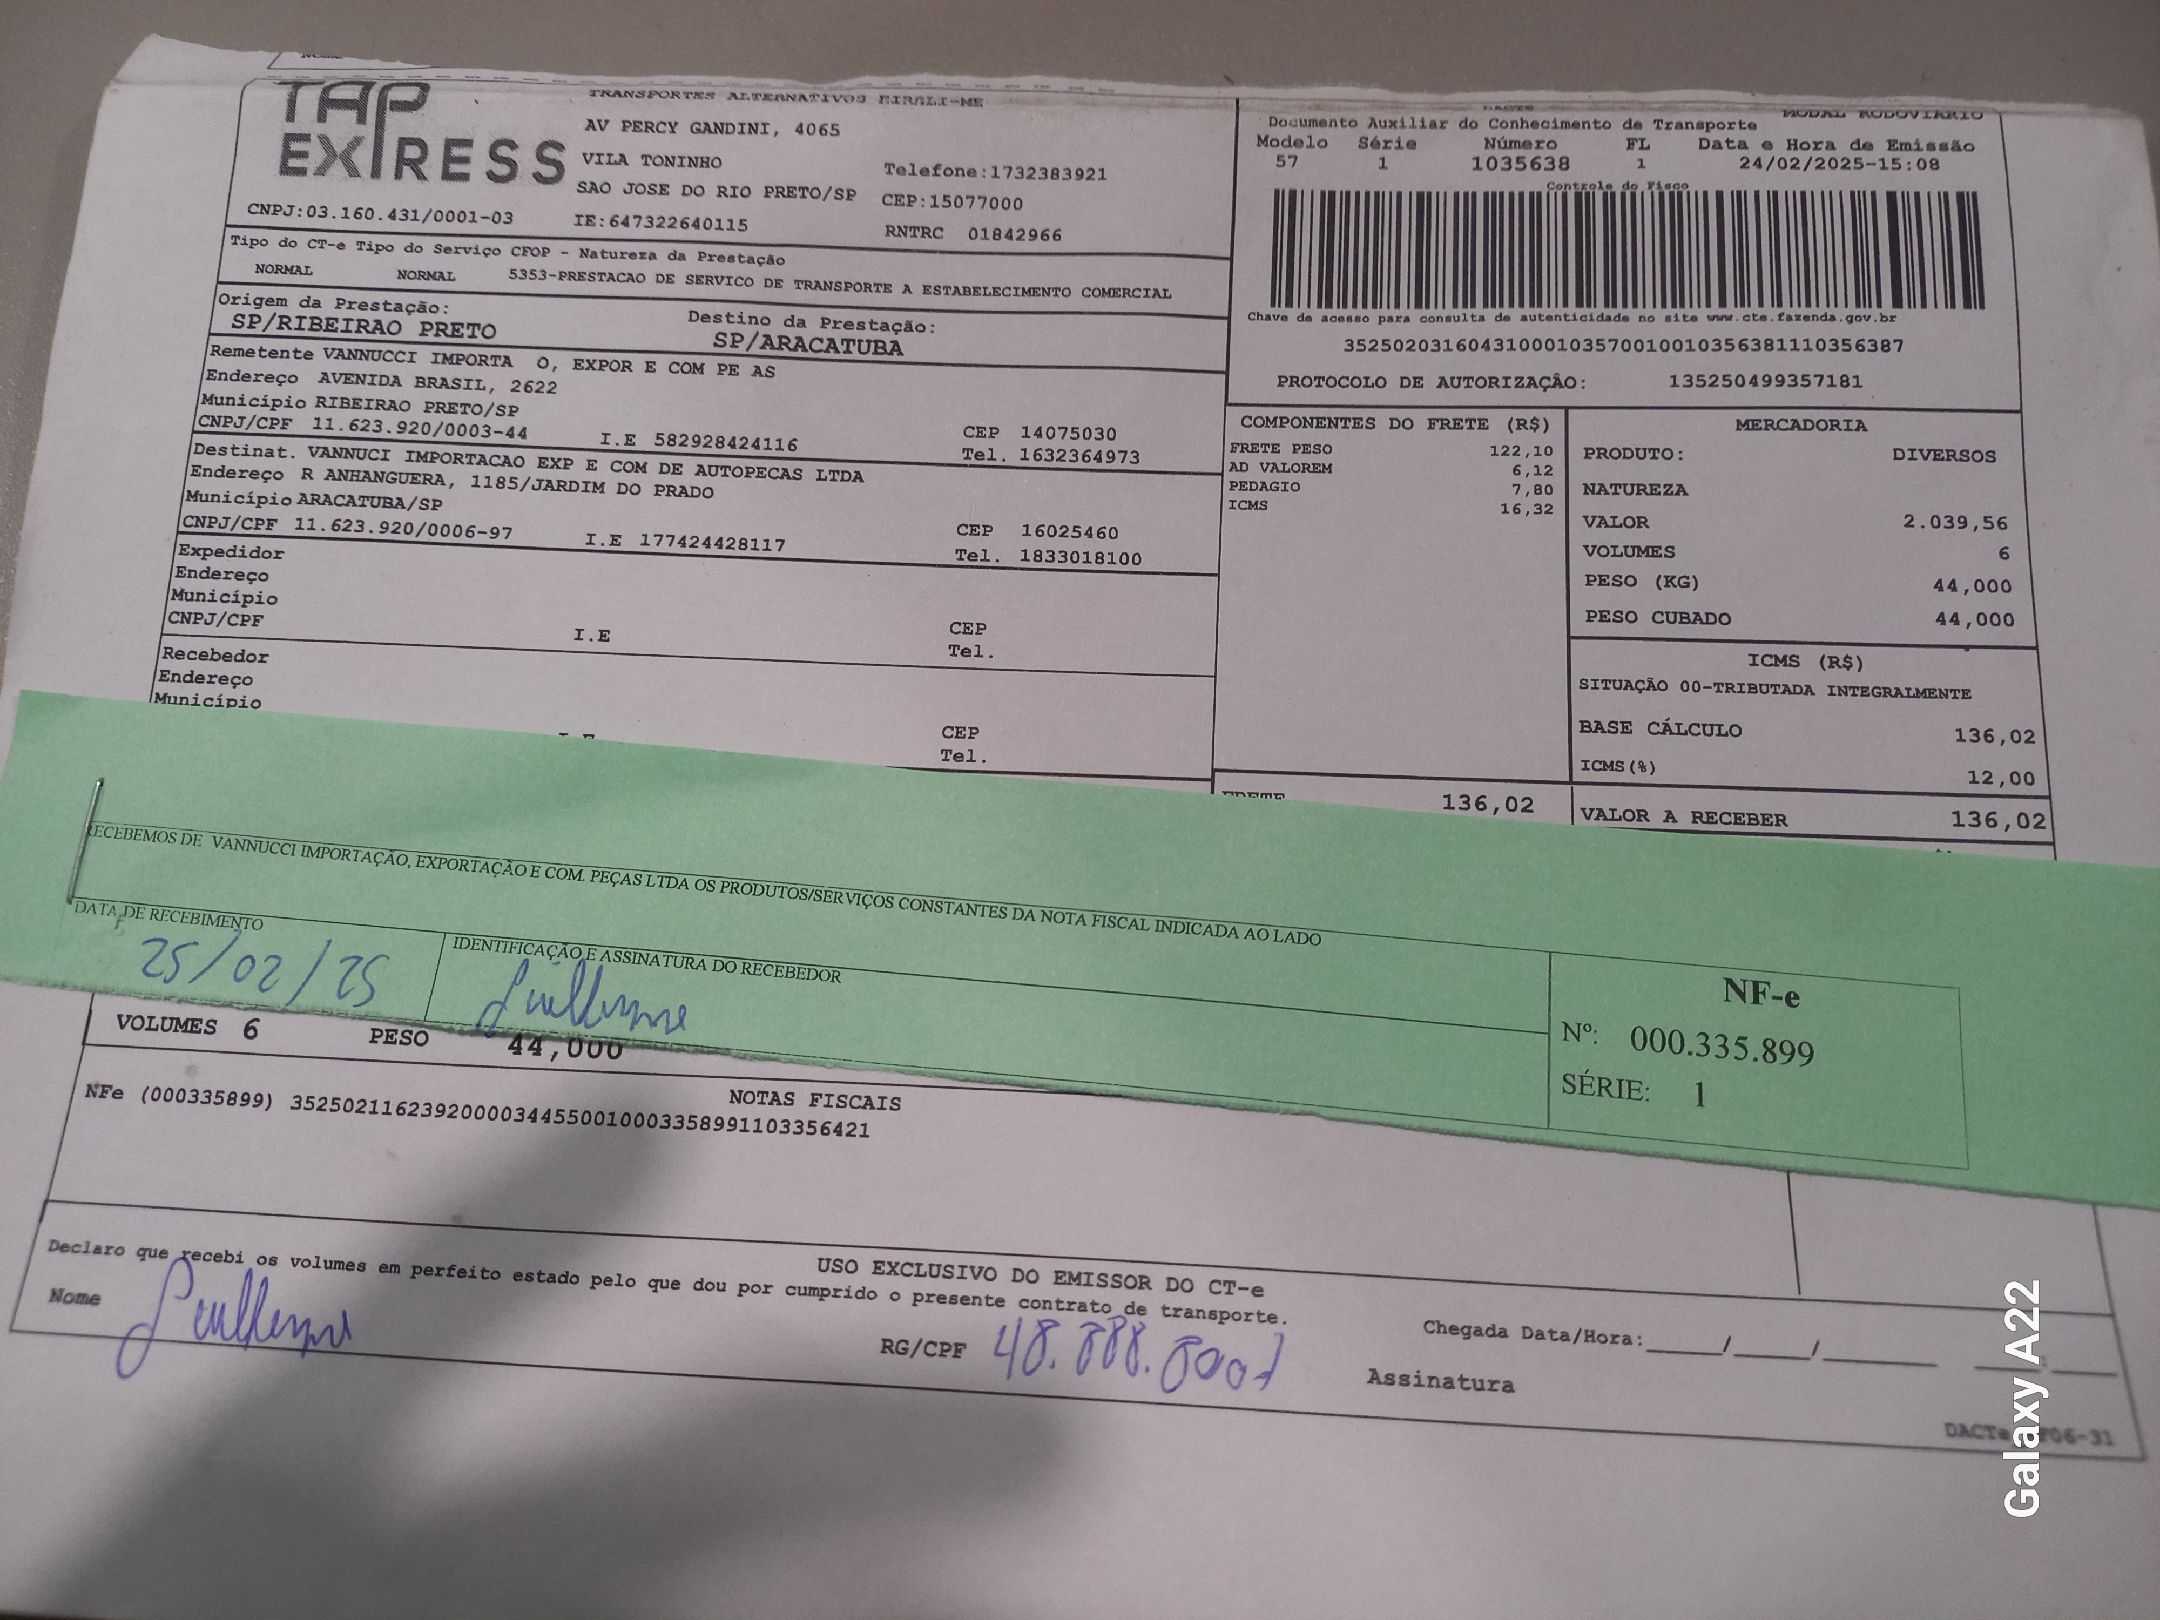 TAP
EXPRESS
TRANSPORTES ALTERNATIVOS EIRELI-ME
AV PERCY GANDINI, 4065
VILA TONINHO
Telefone:1732383921
SAO JOSE DO RIO PRETO/SP
CEP:15077000
CNPJ:03.160.431/0001-03
IE:647322640115
RNTRC 01842966
MODAL RODOVIÁRIO
Documento Auxiliar do Conhecimento de Transporte
Modelo Série Número FL Data e Hora de Emissão
57 1 1035638 1 24/02/2025-15:08
Controle do Fisco
Chave de acesso para consulta de autenticidade no site www.cte.fazenda.gov.br
35250203160431000103570010010356381110356387
PROTOCOLO DE AUTORIZAÇÃO: 135250499357181
Tipo do CT-e Tipo do Serviço CFOP - Natureza da Prestação
NORMAL NORMAL 5353-PRESTACAO DE SERVICO DE TRANSPORTE A ESTABELECIMENTO COMERCIAL
Origem da Prestação: Destino da Prestação:
SP/RIBEIRAO PRETO SP/ARACATUBA
Remetente VANNUCCI IMPORTA O, EXPOR E COM PE AS
Endereço AVENIDA BRASIL, 2622
Município RIBEIRAO PRETO/SP
CEP 14075030
CNPJ/CPF 11.623.920/0003-44 I.E 582928424116 Tel. 1632364973
Destinat. VANNUCI IMPORTACAO EXP E COM DE AUTOPECAS LTDA
Endereço R ANHANGUERA, 1185/JARDIM DO PRADO
Município ARACATUBA/SP
CEP 16025460
CNPJ/CPF 11.623.920/0006-97 I.E 177424428117 Tel. 1833018100
Expedidor
Endereço
Município
CEP
CNPJ/CPF I.E Tel.
Recebedor
Endereço
Município
CEP
I.E Tel.
COMPONENTES DO FRETE (R$)
FRETE PESO 122,10
AD VALOREM 6,12
PEDAGIO 7,80
ICMS 16,32
FRETE 136,02
MERCADORIA
PRODUTO: DIVERSOS
NATUREZA
VALOR 2.039,56
VOLUMES 6
PESO (KG) 44,000
PESO CUBADO 44,000
ICMS (R$)
SITUAÇÃO 00-TRIBUTADA INTEGRALMENTE
BASE CÁLCULO 136,02
ICMS(%) 12,00
VALOR A RECEBER 136,02
RECEBEMOS DE VANNUCCI IMPORTAÇÃO, EXPORTAÇÃO E COM. PEÇAS LTDA OS PRODUTOS/SERVIÇOS CONSTANTES DA NOTA FISCAL INDICADA AO LADO
DATA DE RECEBIMENTO
25/02/25
IDENTIFICAÇÃO E ASSINATURA DO RECEBEDOR
Guilherme
NF-e
Nº: 000.335.899
SÉRIE: 1
VOLUMES 6 PESO 44,000
NOTAS FISCAIS
NFe (000335899) 35250211623920000344550010003358991103356421
USO EXCLUSIVO DO EMISSOR DO CT-e
Declaro que recebi os volumes em perfeito estado pelo que dou por cumprido o presente contrato de transporte.
Nome Guilherme
RG/CPF 48.888.
Chegada Data/Hora:_____/_____/_______
Assinatura
Galaxy A22